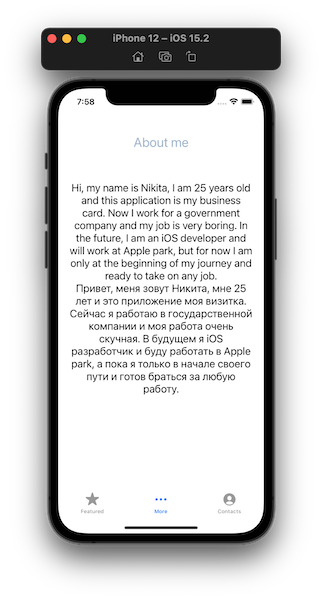 iPhone 12 – iOS 15.2
7:58
About me
Hi, my name is Nikita, I am 25 years old
and this application is my business
card. Now I work for a government
company and my job is very boring. In
the future, I am an iOS developer and
will work at Apple park, but for now I am
only at the beginning of my journey and
ready to take on any job.
Привет, меня зовут Никита, мне 25
лет и это приложение моя визитка.
Сейчас я работаю в государственной
компании и моя работа очень
скучная. В будущем я iOS
разработчик и буду работать в Apple
park, а пока я только в начале своего
пути и готов браться за любую
работу.
Featured
More
Contacts